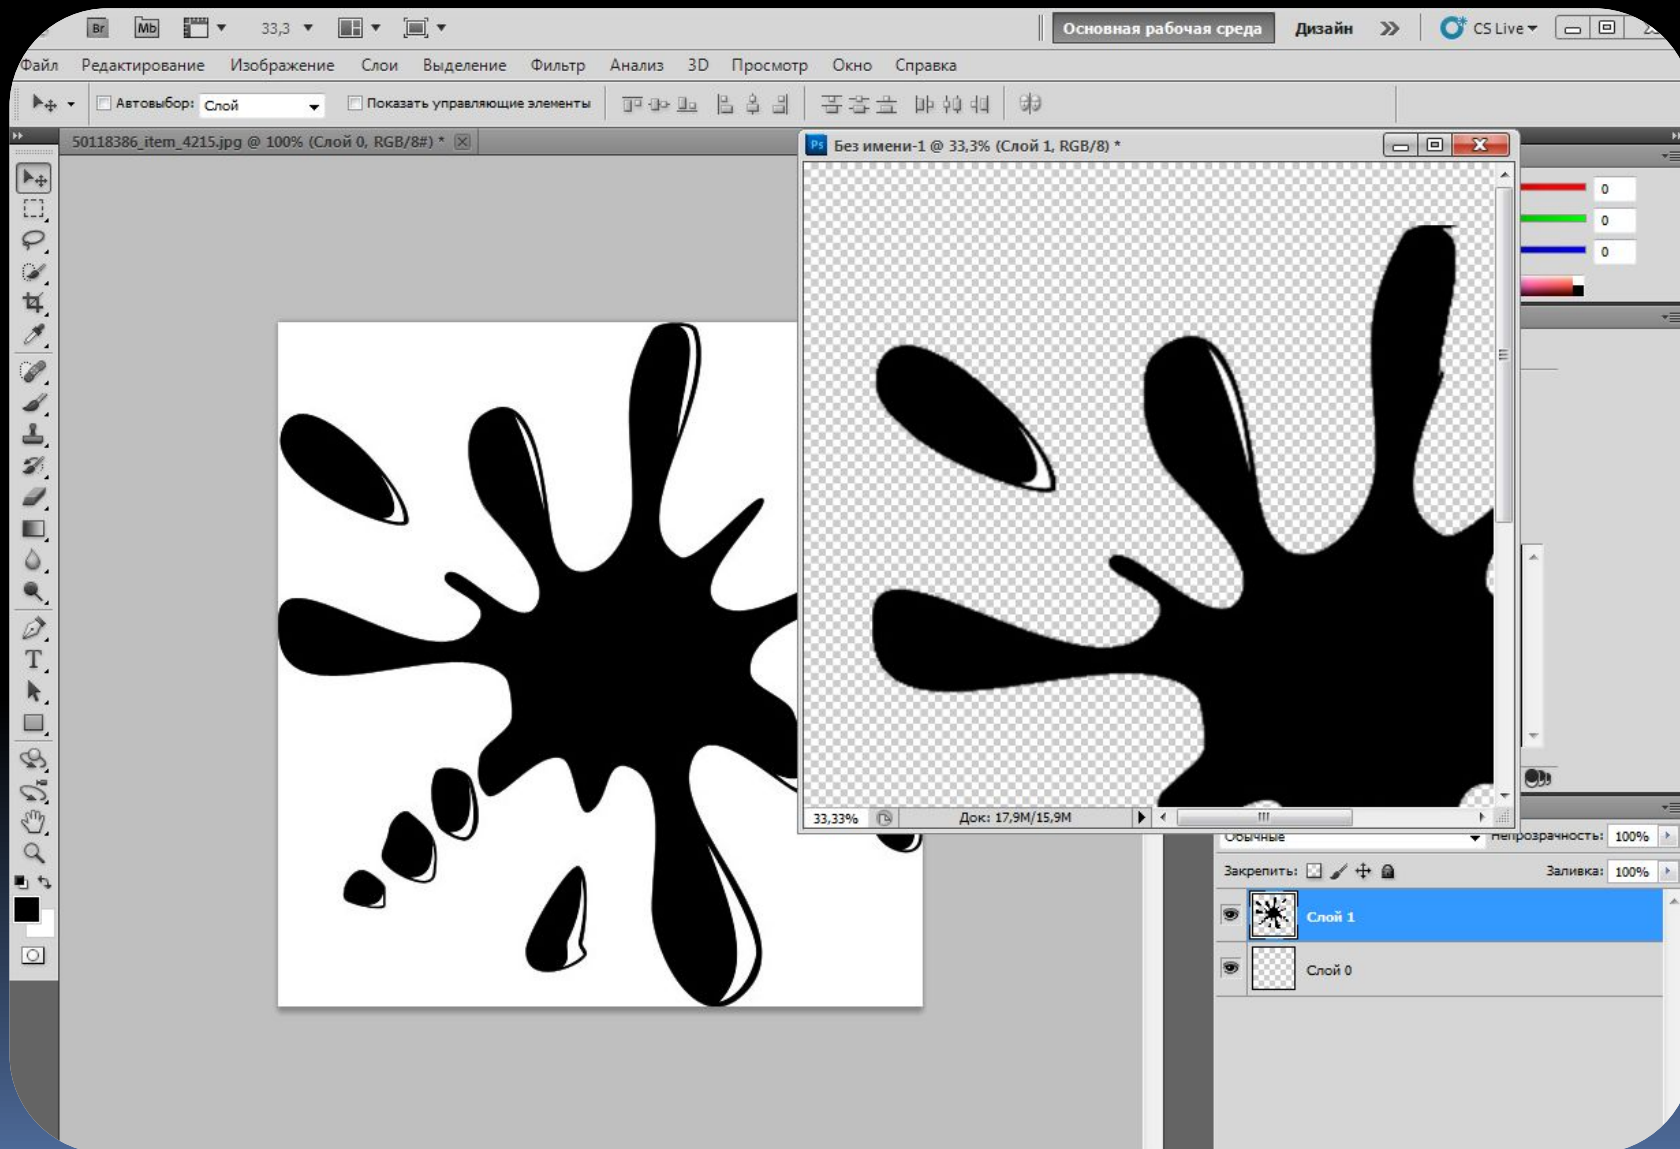 Br Mb 33,3 Основная рабочая среда Дизайн CS Live
Файл Редактирование Изображение Слои Выделение Фильтр Анализ 3D Просмотр Окно Справка
Автовыбор: Слой Показать управляющие элементы
50118386_item_4215.jpg @ 100% (Слой 0, RGB/8#) *
Ps Без имени-1 @ 33,3% (Слой 1, RGB/8) *
0
0
0
T
33,33% Док: 17,9M/15,9M
Обычные Непрозрачность: 100%
Закрепить: Заливка: 100%
Слой 1
Слой 0